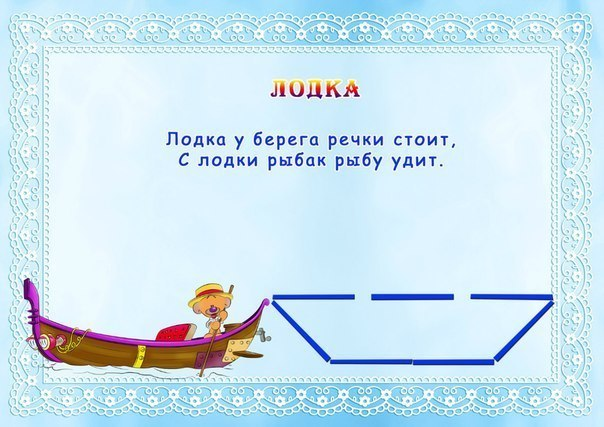 ЛОДКА
Лодка у берега речки стоит,
С лодки рыбак рыбу удит.